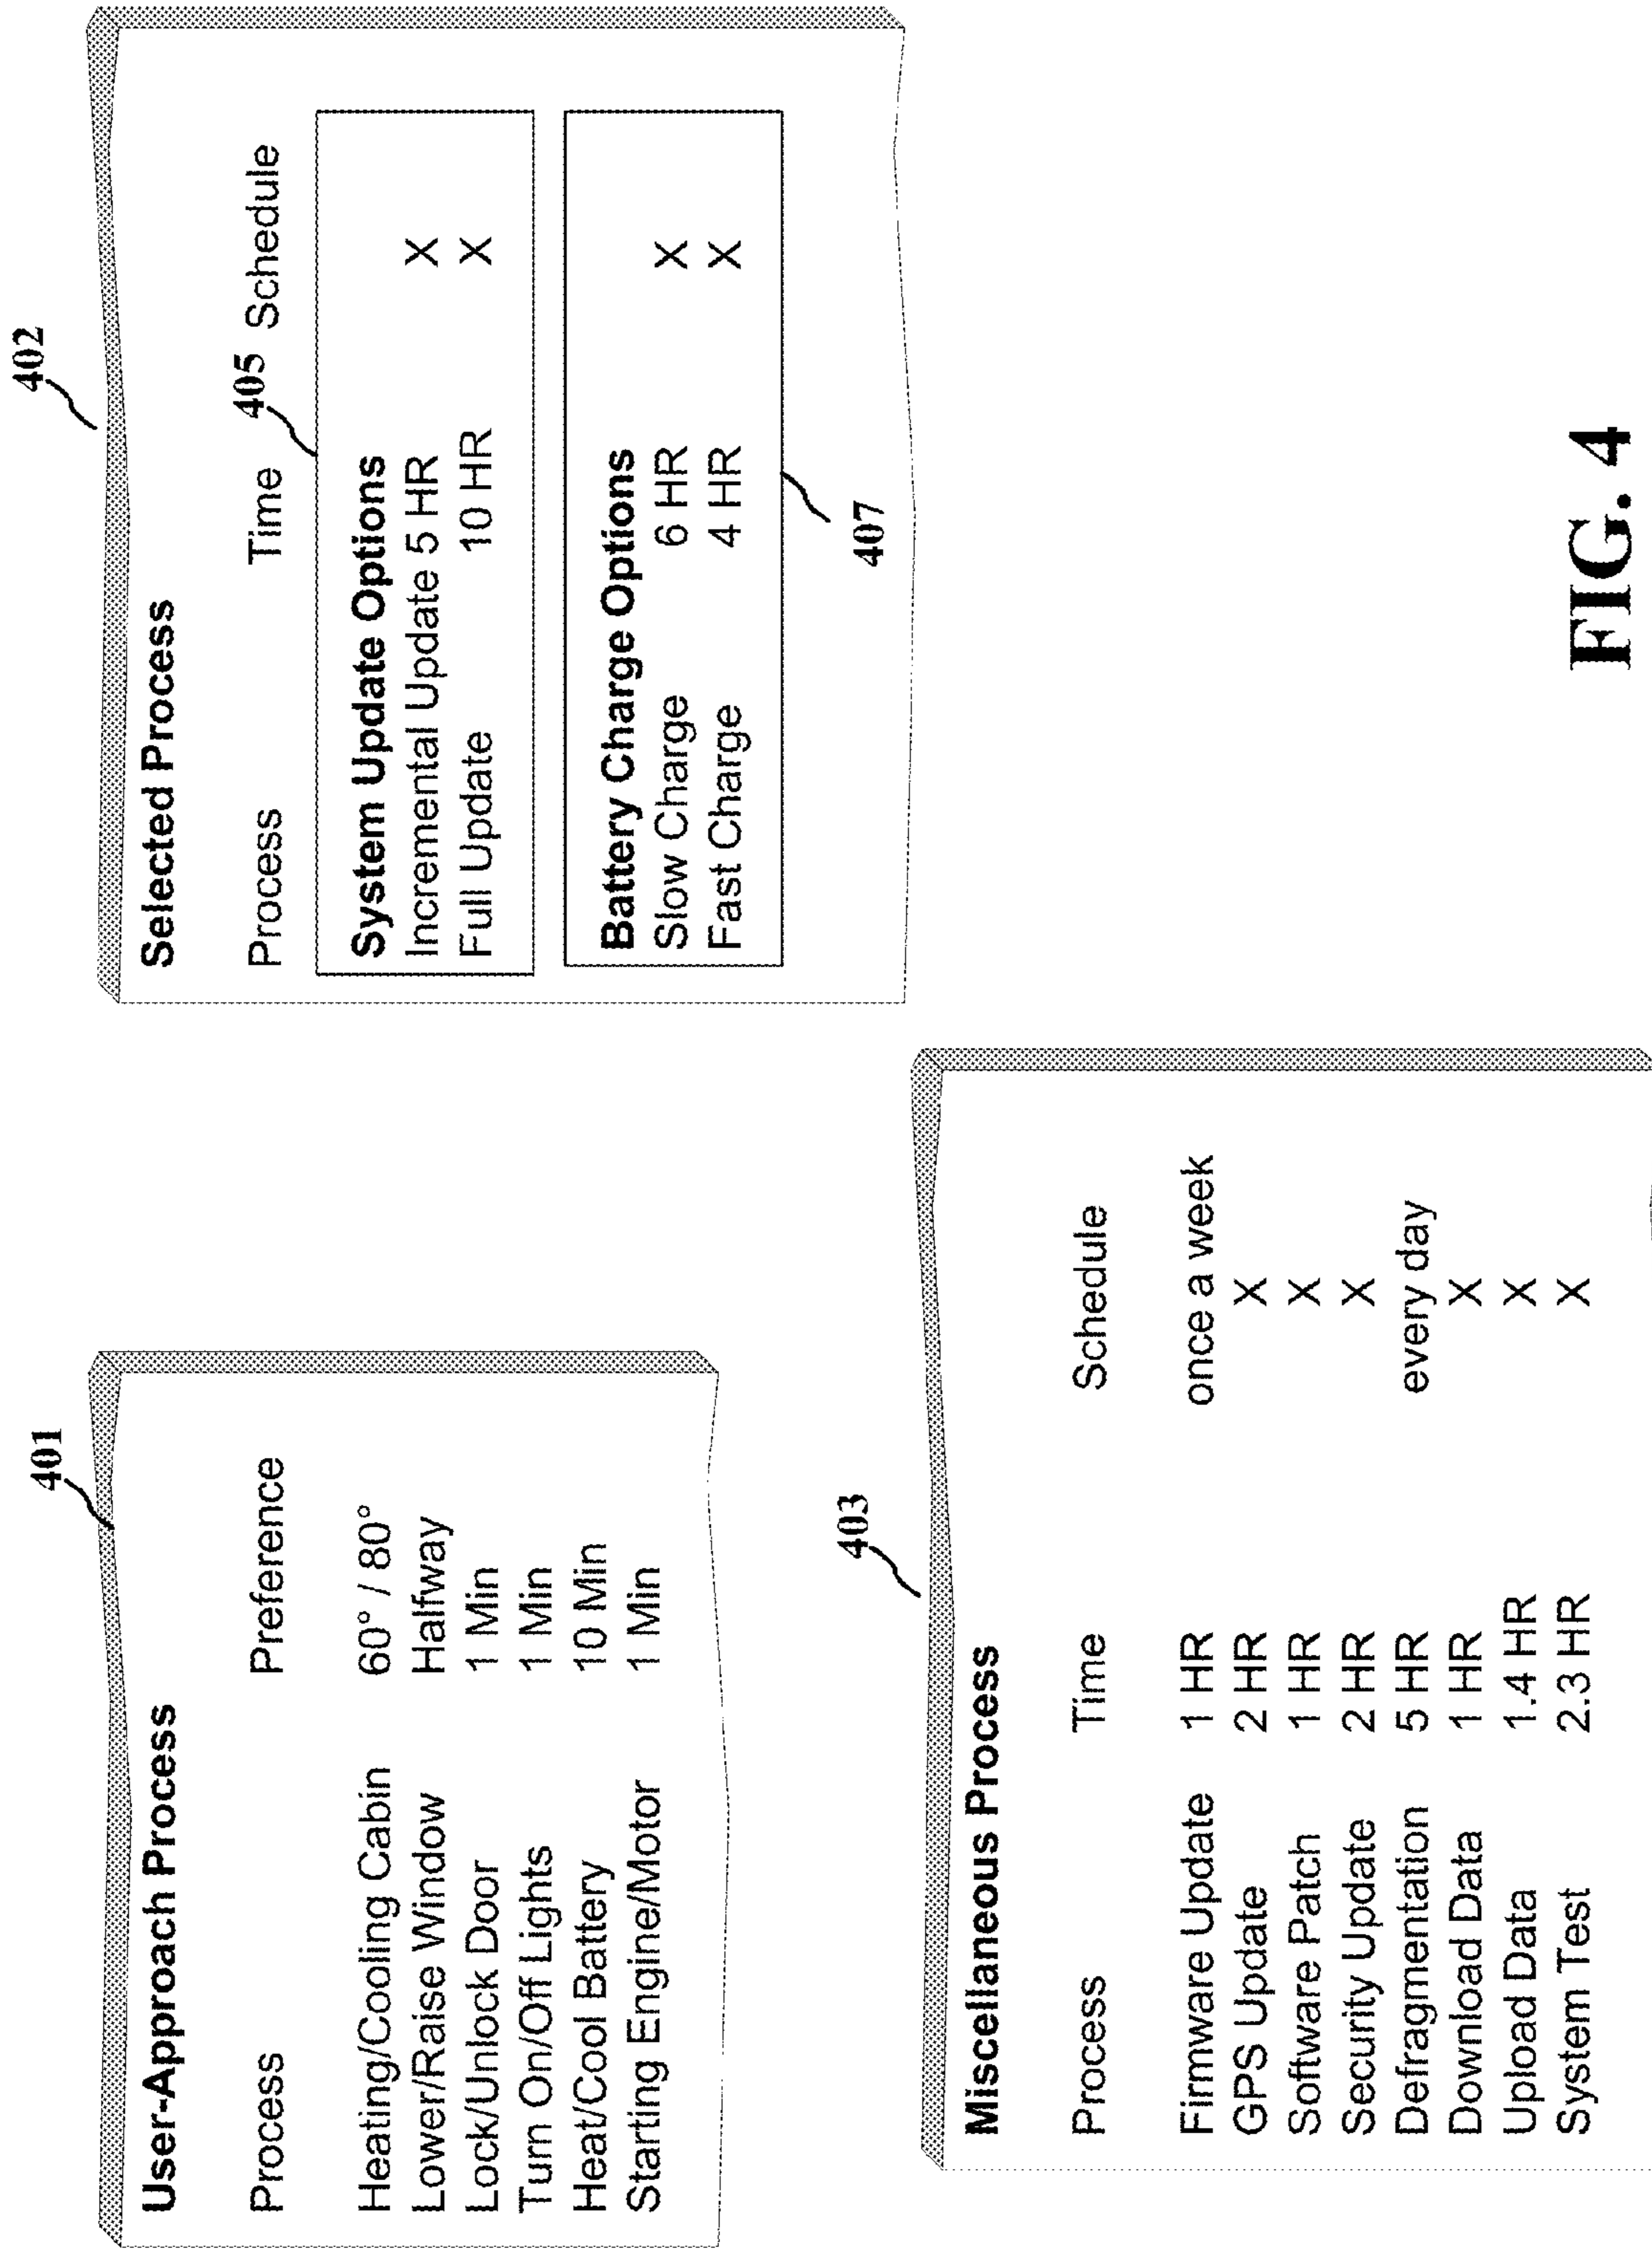 401
User-Approach Process
Process Preference
Heating/Cooling Cabin 60° / 80°
Lower/Raise Window Halfway
Lock/Unlock Door 1 Min
Turn On/Off Lights 1 Min
Heat/Cool Battery 10 Min
Starting Engine/Motor 1 Min
402
Selected Process
Process Time Schedule
405
System Update Options
Incremental Update 5 HR X
Full Update 10 HR X
Battery Charge Options
Slow Charge 6 HR X
Fast Charge 4 HR X
407
403
Miscellaneous Process
Process Time Schedule
Firmware Update 1 HR once a week
GPS Update 2 HR X
Software Patch 1 HR X
Security Update 2 HR X
Defragmentation 5 HR every day
Download Data 1 HR X
Upload Data 1.4 HR X
System Test 2.3 HR X
FIG. 4